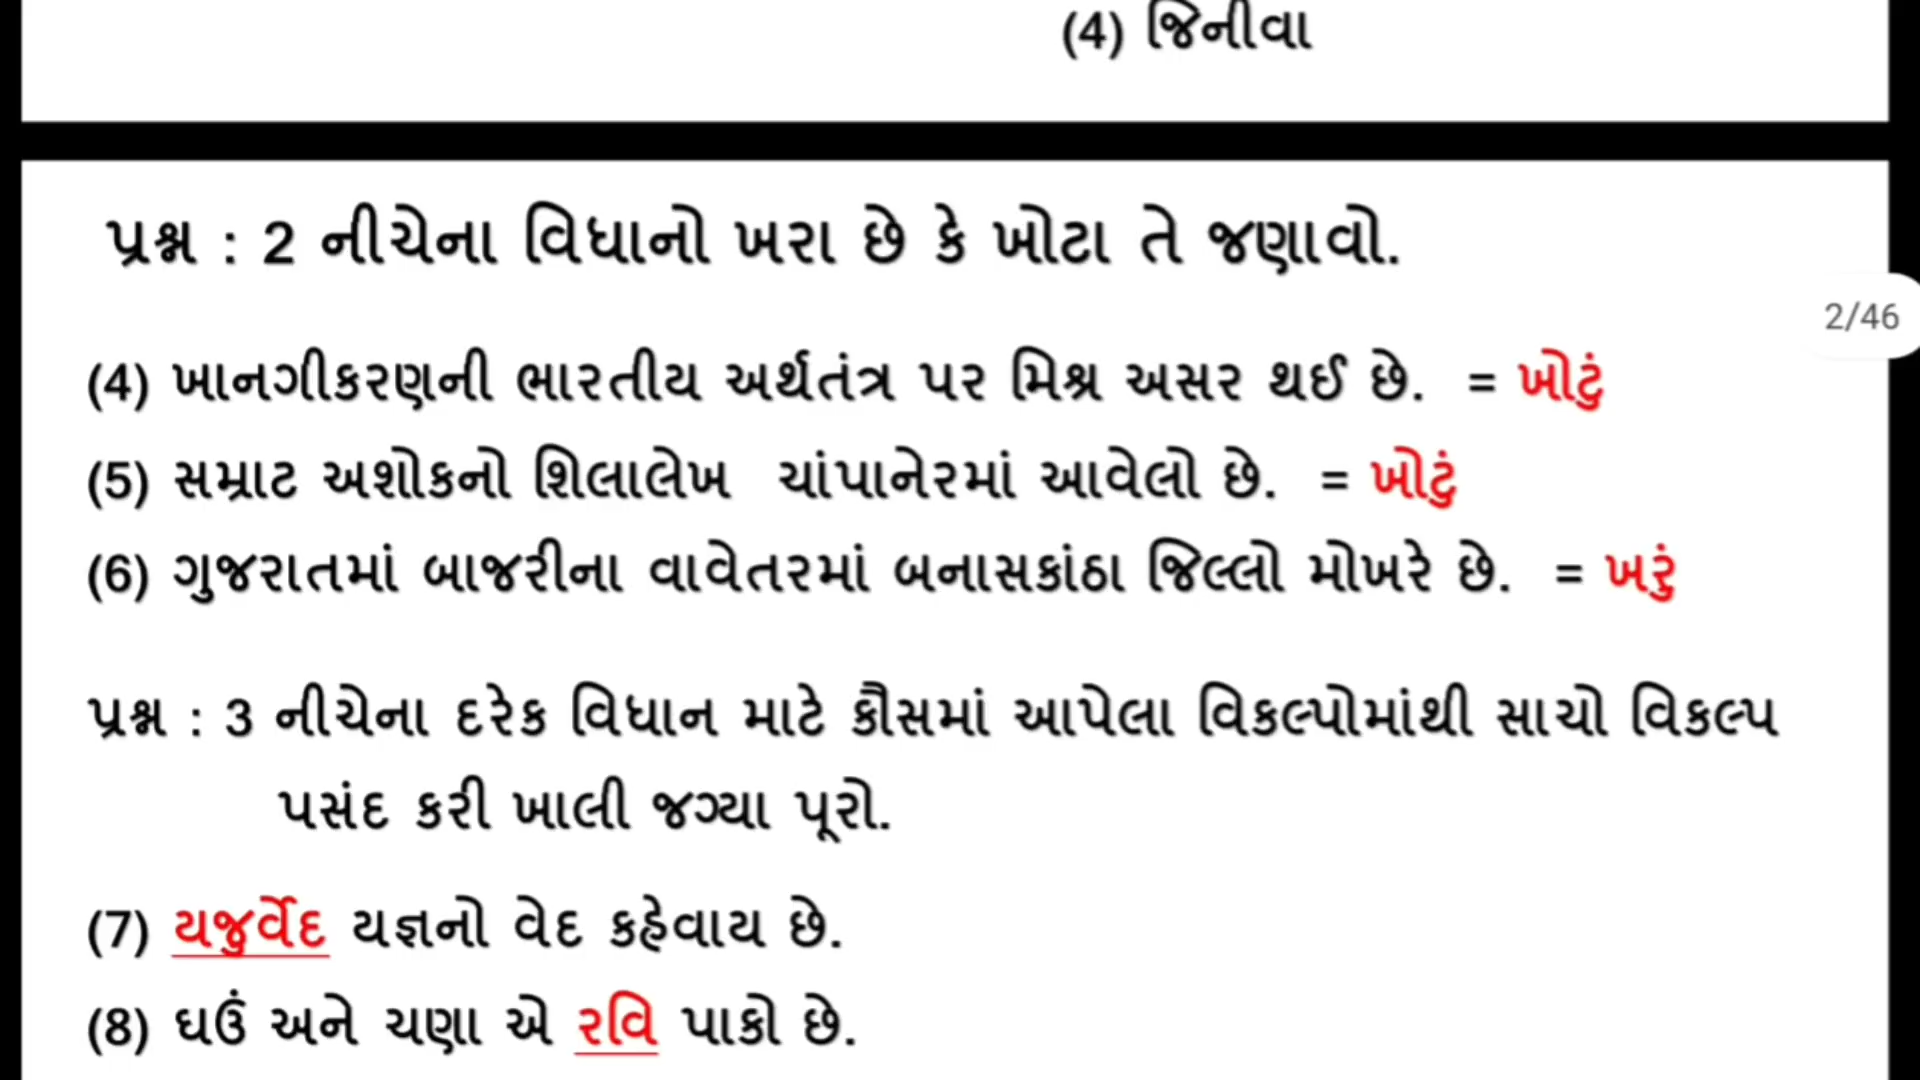 (4) જિનીવા
પ્રશ્ન : 2 નીચેના વિધાનો ખરા છે કે ખોટા તે જણાવો.
2/46
(4) ખાનગીકરણની ભારતીય અર્થતંત્ર પર મિશ્ર અસર થઈ છે. = ખોટું
(5) સમ્રાટ અશોકનો શિલાલેખ ચાંપાનેરમાં આવેલો છે. = ખોટું
(6) ગુજરાતમાં બાજરીના વાવેતરમાં બનાસકાંઠા જિલ્લો મોખરે છે. = ખરું
પ્રશ્ન : 3 નીચેના દરેક વિધાન માટે કૌસમાં આપેલા વિકલ્પોમાંથી સાચો વિકલ્પ
પસંદ કરી ખાલી જગ્યા પૂરો.
(7) યજુર્વેદ યજ્ઞનો વેદ કહેવાય છે.
(8) ઘઉં અને ચણા એ રવિ પાકો છે.